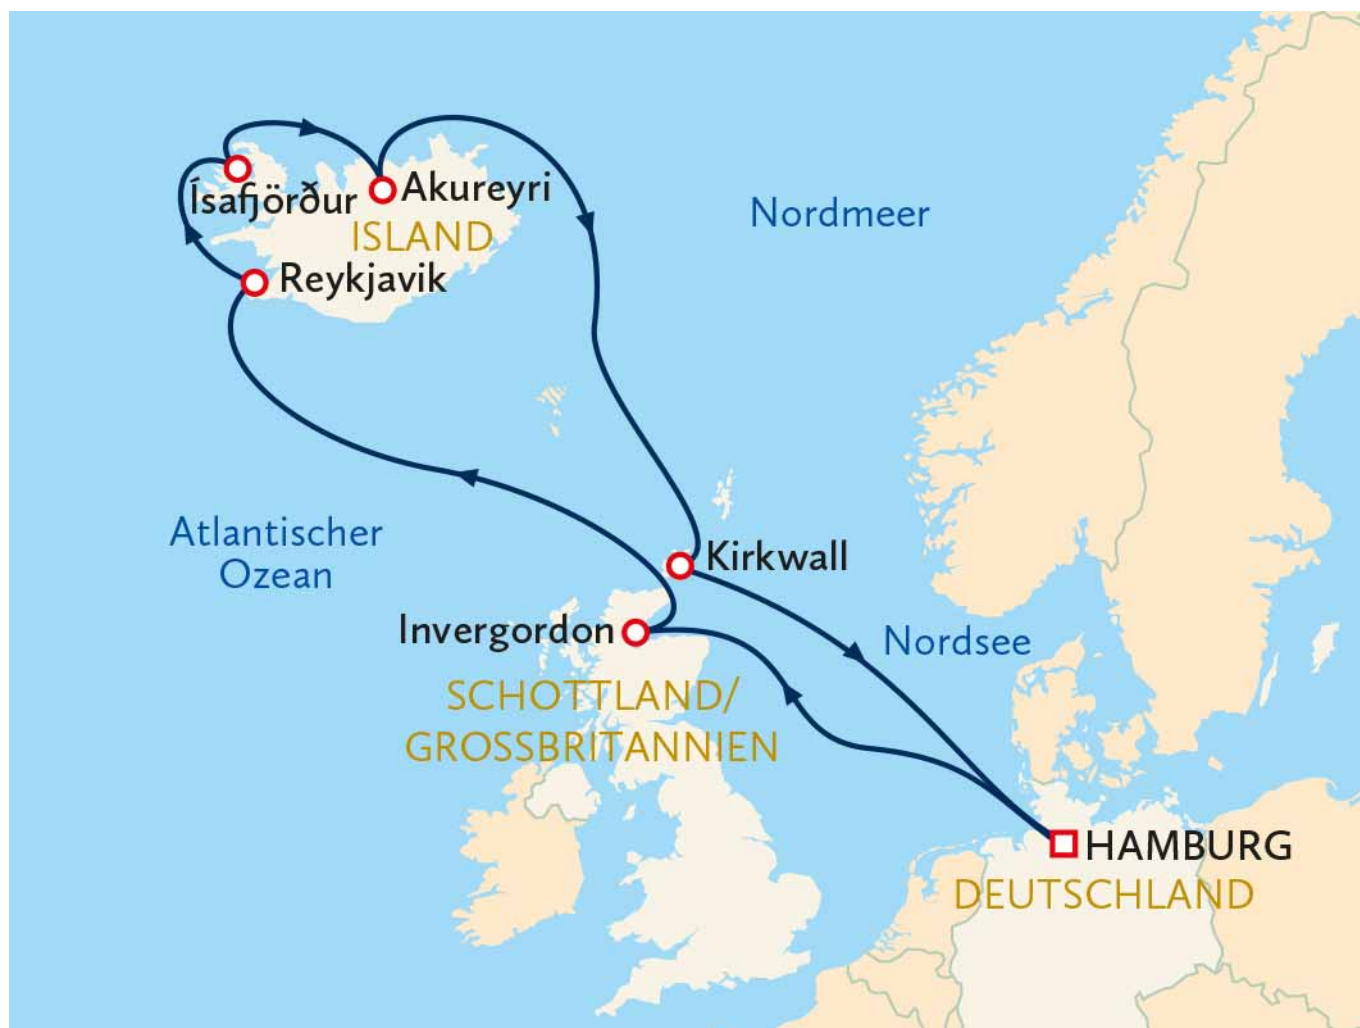 Nordmeer
Ísafjörður
Akureyri
ISLAND
Reykjavik
Atlantischer
Ozean
Kirkwall
Invergordon
Nordsee
SCHOTTLAND/
GROSSBRITANNIEN
HAMBURG
DEUTSCHLAND